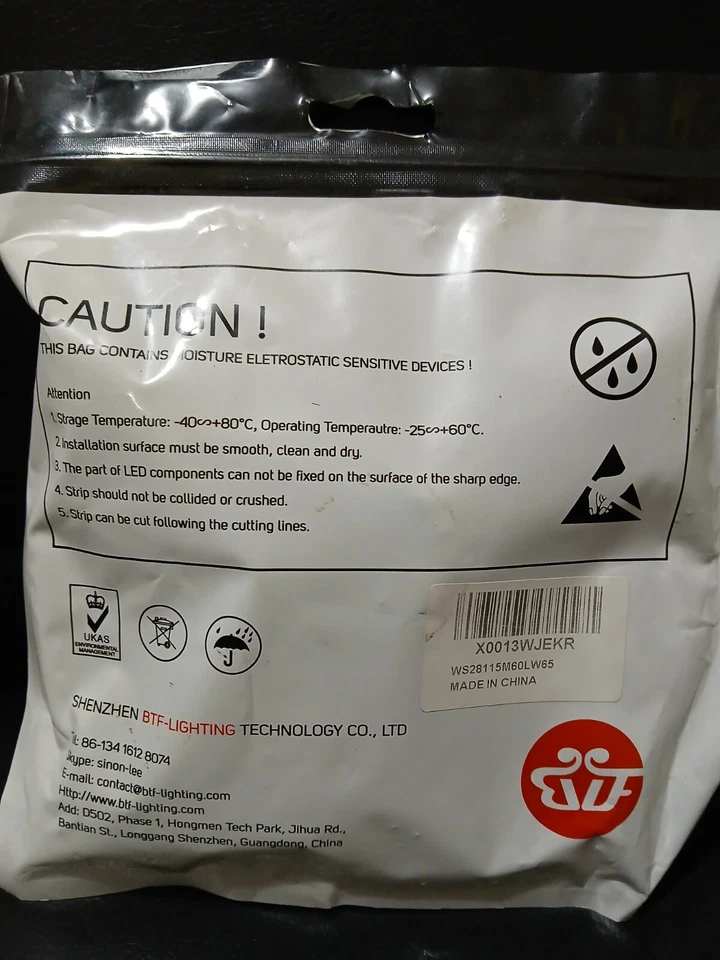 CAUTION !
THIS BAG CONTAINS MOISTURE ELETROSTATIC SENSITIVE DEVICES !
Attention
1. Strage Temperature: -40∾+80°C, Operating Temperautre: -25∾+60°C.
2. Installation surface must be smooth, clean and dry.
3. The part of LED components can not be fixed on the surface of the sharp edge.
4. Strip should not be collided or crushed.
5. Strip can be cut following the cutting lines.
UKAS
ENVIRONMENTAL
MANAGEMENT
X0013WJEKR
WS28115M60LW65
MADE IN CHINA
SHENZHEN BTF-LIGHTING TECHNOLOGY CO., LTD
Tel: 86-134 1612 8074
Skype: sinon-lee
E-mail: contact@btf-lighting.com
Http://www.btf-lighting.com
Add: D502, Phase 1, Hongmen Tech Park, Jihua Rd.,
Bantian St., Longgang Shenzhen, Guangdong, China
BTF